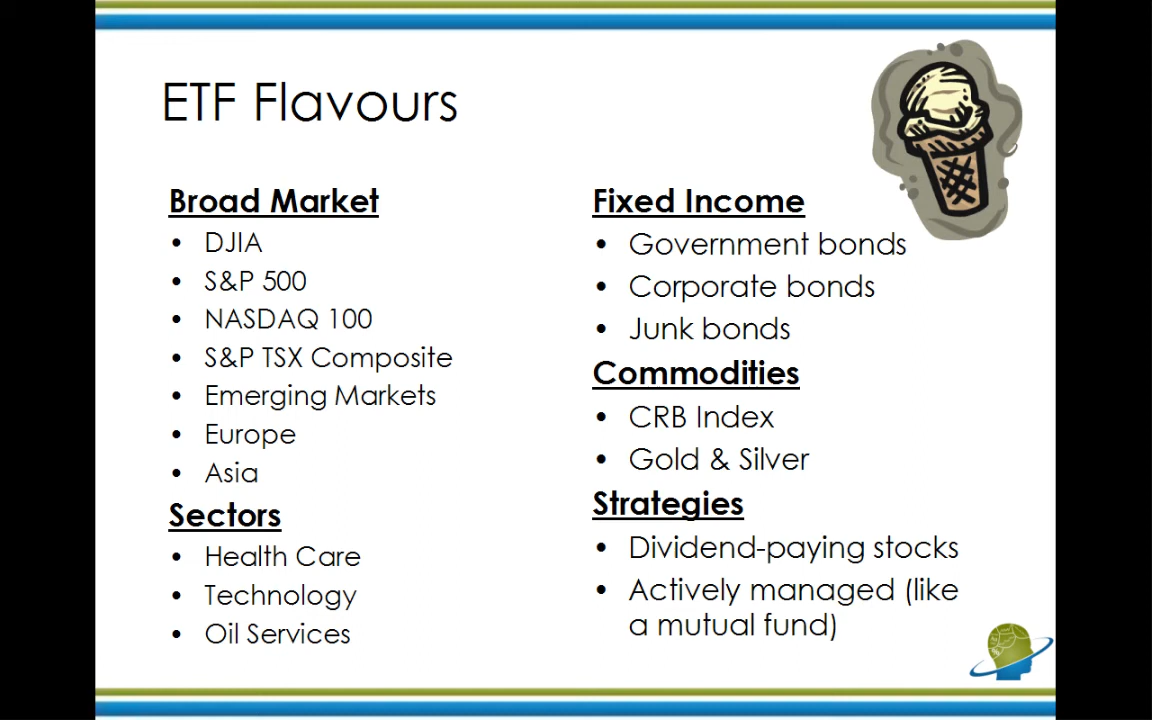 ETF Flavours
Broad Market
• DJIA
• S&P 500
• NASDAQ 100
• S&P TSX Composite
• Emerging Markets
• Europe
• Asia
Sectors
• Health Care
• Technology
• Oil Services
Fixed Income
• Government bonds
• Corporate bonds
• Junk bonds
Commodities
• CRB Index
• Gold & Silver
Strategies
• Dividend-paying stocks
• Actively managed (like
a mutual fund)